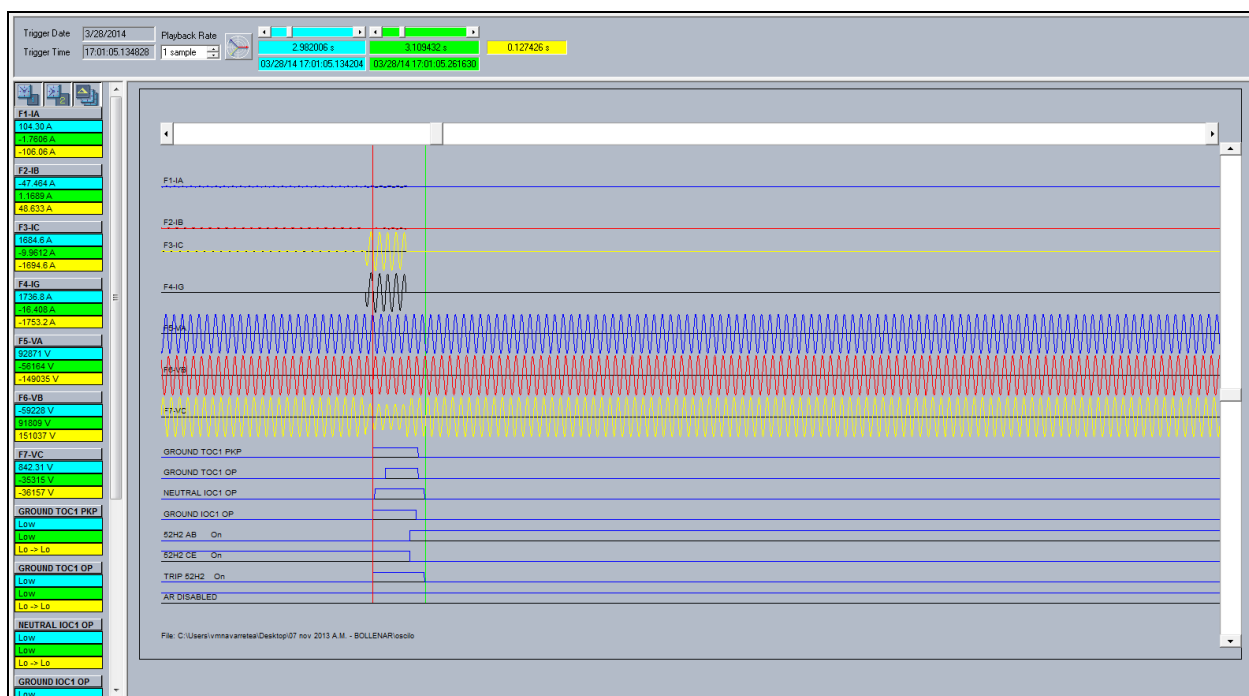 Trigger Date 3/28/2014 Playback Rate
Trigger Time 17:01:05.134828 1 sample
2.982006 s 3.109432 s 0.127426 s
03/28/14 17:01:05.134204 03/28/14 17:01:05.261630
F1-IA
104.30 A
-1.7606 A
-106.06 A
F2-IB
-47.464 A
1.1689 A
48.633 A
F3-IC
1684.6 A
-9.9612 A
-1694.6 A
F4-IG
1736.8 A
-16.408 A
-1753.2 A
F5-VA
92871 V
-56164 V
-149035 V
F6-VB
-59228 V
91809 V
151037 V
F7-VC
842.31 V
-35315 V
-36157 V
GROUND TOC1 PKP
Low
Low
Lo -> Lo
GROUND TOC1 OP
Low
Low
Lo -> Lo
NEUTRAL IOC1 OP
Low
Low
Lo -> Lo
GROUND IOC1 OP
Low
F1-IA
F2-IB
F3-IC
F4-IG
F5-VA
F6-VB
F7-VC
GROUND TOC1 PKP
GROUND TOC1 OP
NEUTRAL IOC1 OP
GROUND IOC1 OP
52H2 AB On
52H2 CE On
TRIP 52H2 On
AR DISABLED
File: C:\Users\vmnavarretea\Desktop\07 nov 2013 A.M. - BOLLENAR\oscilo